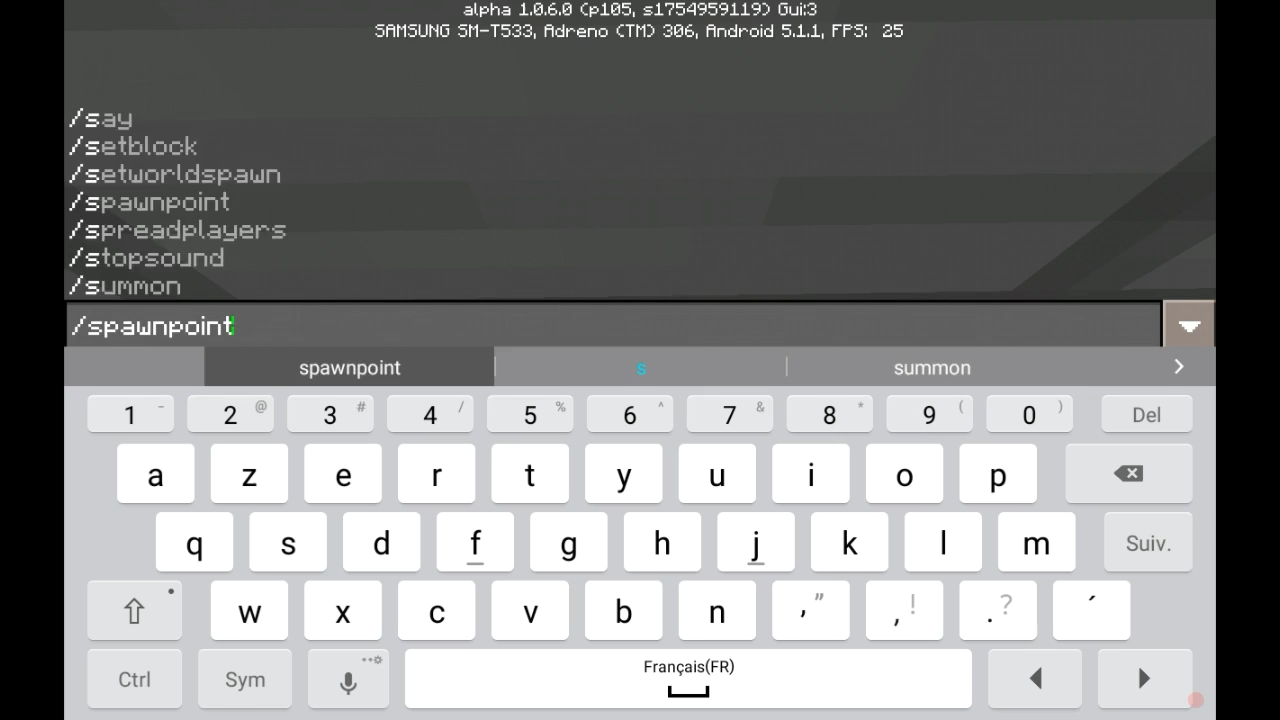 alpha 1.0.6.0 (p105, s1754959119) Gui:3
SAMSUNG SM-T533, Adreno (TM) 306, Android 5.1.1, FPS: 25
/say
/setblock
/setworldspawn
/spawnpoint
/spreadplayers
/stopsound
/summon
/spawnpoint
spawnpoint s summon >
1 - 2 @ 3 # 4 / 5 % 6 ^ 7 & 8 * 9 ( 0 ) Del
a z e r t y u i o p
q s d f g h j k l m Suiv.
w x c v b n ' " , ! . ? ´
Ctrl Sym Français(FR)